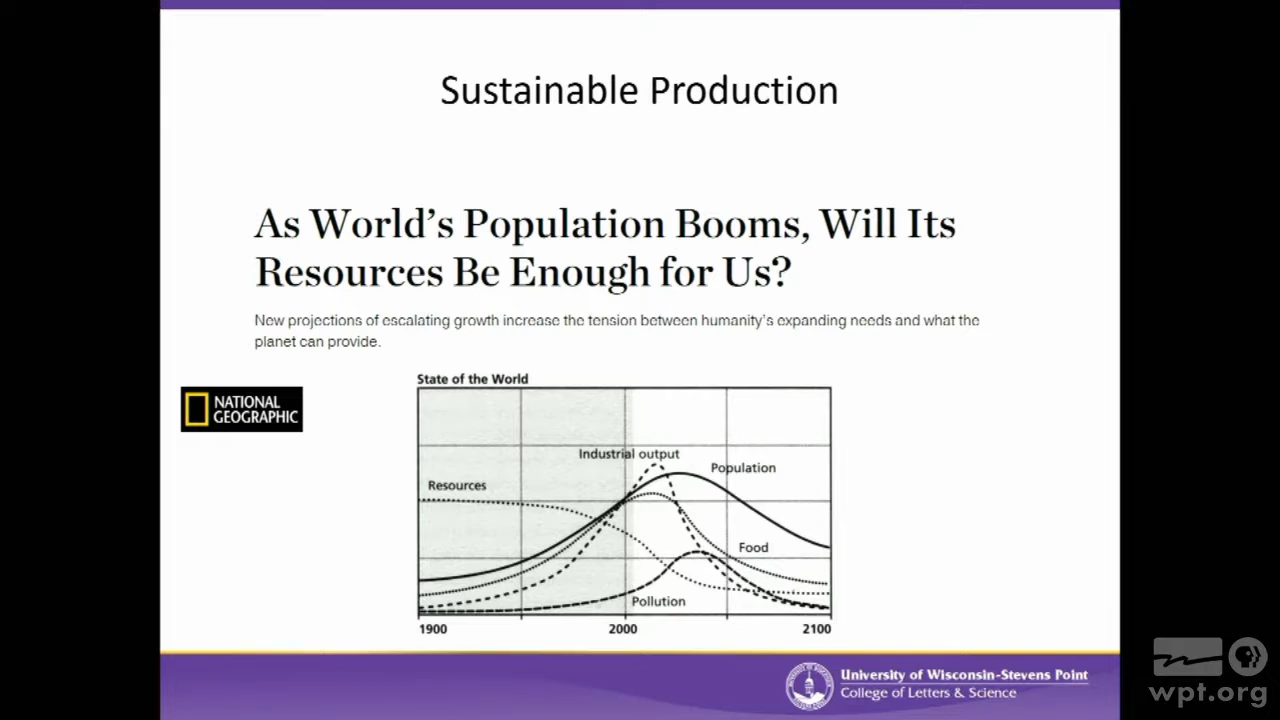 Sustainable Production
As World's Population Booms, Will Its
Resources Be Enough for Us?
New projections of escalating growth increase the tension between humanity's expanding needs and what the
planet can provide.
State of the World
NATIONAL
GEOGRAPHIC
Industrial output
Population
Resources
Food
Pollution
1900
2000
2100
University of Wisconsin-Stevens Point
College of Letters & Science
PBS
wpt.org